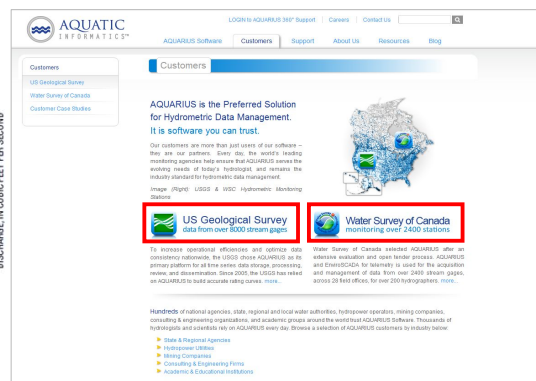 AQUATIC
INFORMATICS™
LOGIN to AQUARIUS 360° Support Careers Contact Us
AQUARIUS Software Customers Support About Us Resources Blog
Customers
US Geological Survey
Water Survey of Canada
Customer Case Studies
Customers
AQUARIUS is the Preferred Solution
for Hydrometric Data Management.
It is software you can trust.
Our customers are more than just users of our software –
they are our partners. Every day, the world's leading
monitoring agencies help ensure that AQUARIUS serves the
evolving needs of today's hydrologist, and remains the
industry standard for hydrometric data management.
Image (Right): USGS & WSC Hydrometric Monitoring
Stations
US Geological Survey
data from over 8000 stream gages
To increase operational efficiencies and optimize data
consistency nationwide, the USGS chose AQUARIUS as its
primary platform for all time series data storage, processing,
review, and dissemination. Since 2005, the USGS has relied
on AQUARIUS to build accurate rating curves. more...
Water Survey of Canada
monitoring over 2400 stations
Water Survey of Canada selected AQUARIUS after an
extensive evaluation and open tender process. AQUARIUS
and EnviroSCADA for telemetry is used for the acquisition
and management of data from over 2400 stream gages,
across 28 field offices, for over 200 hydrographers. more...
Hundreds of national agencies, state, regional and local water authorities, hydropower operators, mining companies,
consulting & engineering organizations, and academic groups around the world trust AQUARIUS Software. Thousands of
hydrologists and scientists rely on AQUARIUS every day. Browse a selection of AQUARIUS customers by industry below.
State & Regional Agencies
Hydropower Utilities
Mining Companies
Consulting & Engineering Firms
Academic & Educational Institutions
DISCHARGE, IN CUBIC FEET PER SECOND